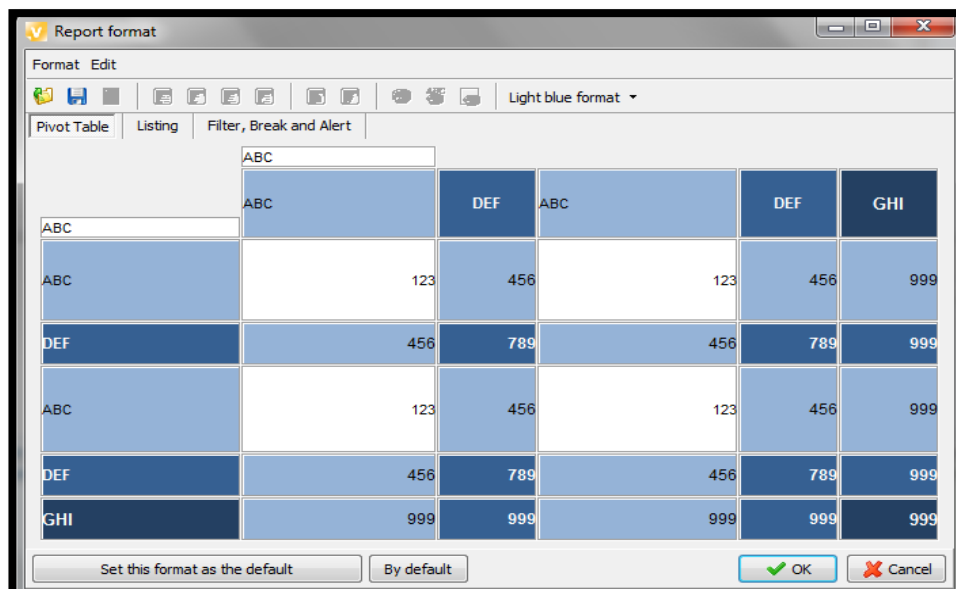 Report format
Format Edit
Light blue format
Pivot Table Listing Filter, Break and Alert
ABC
ABC DEF ABC DEF GHI
ABC
ABC 123 456 123 456 999
DEF 456 789 456 789 999
ABC 123 456 123 456 999
DEF 456 789 456 789 999
GHI 999 999 999 999 999
Set this format as the default By default OK Cancel